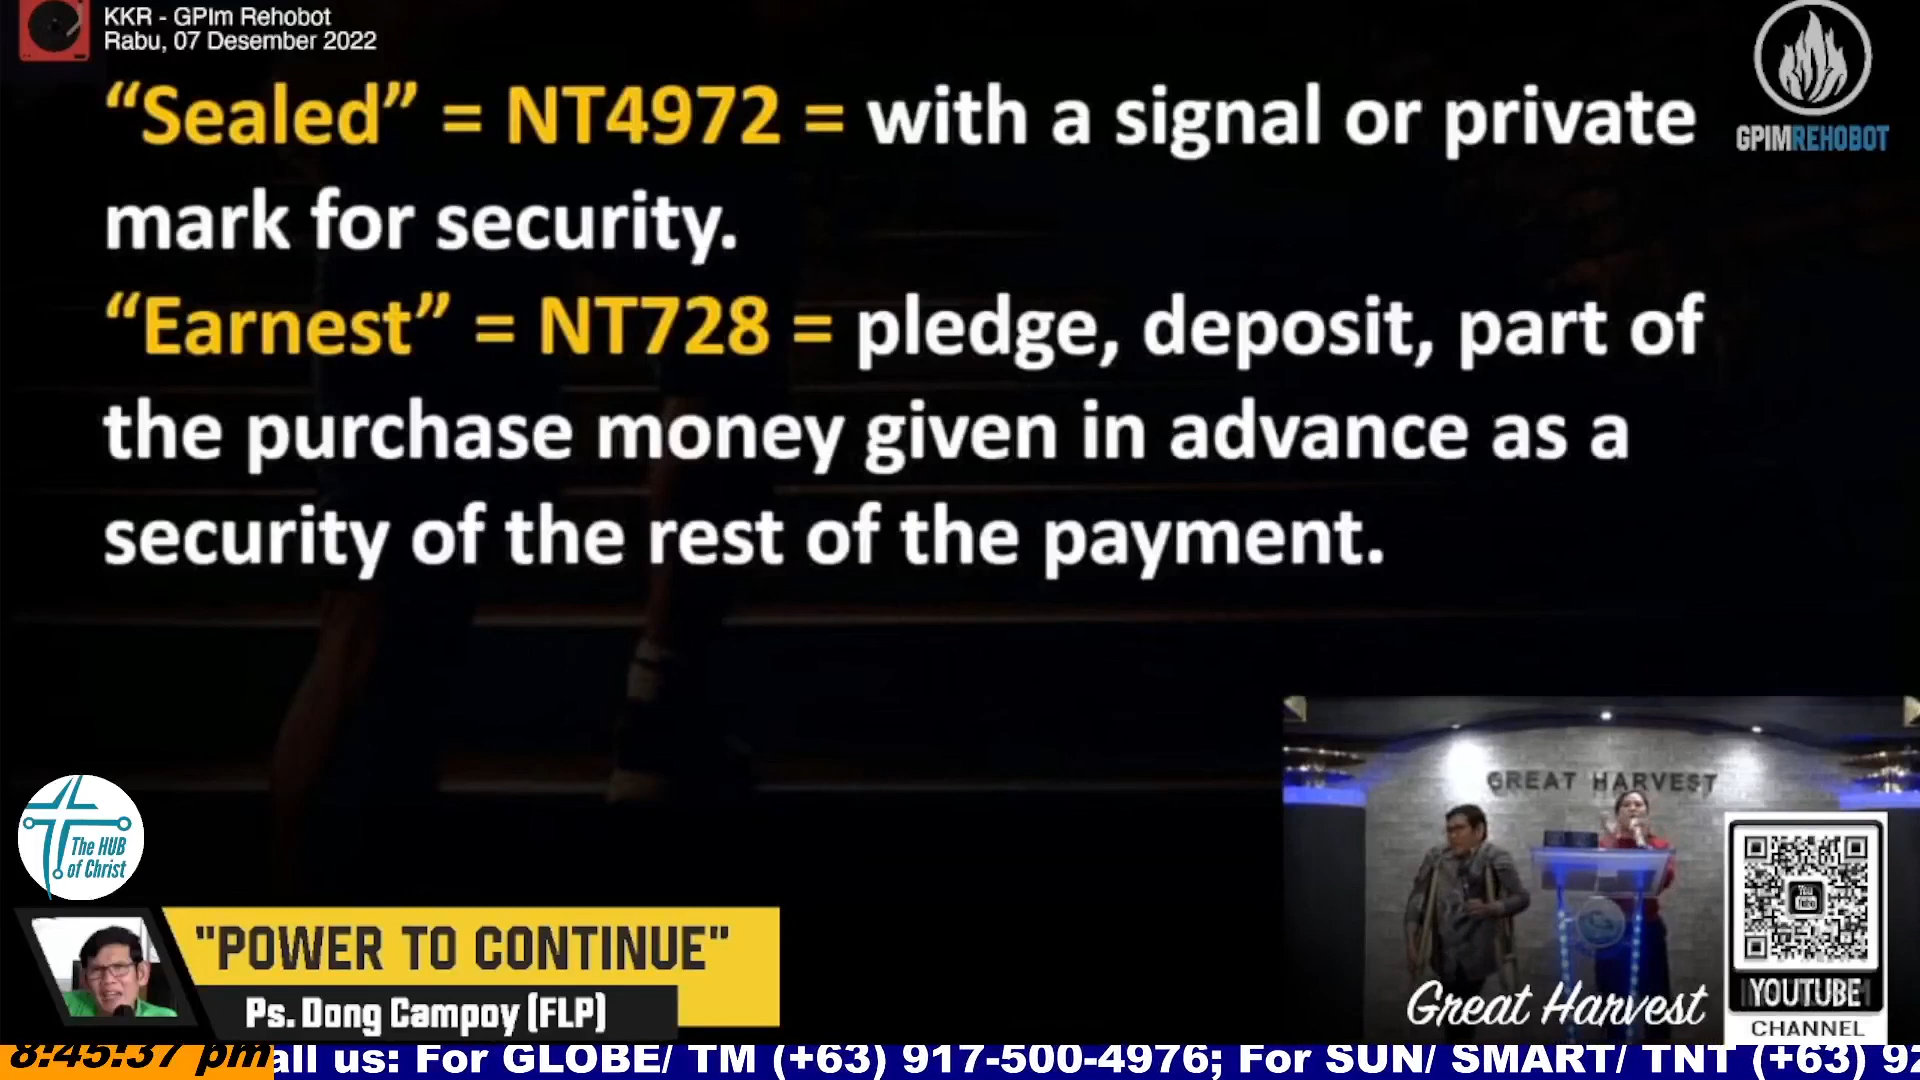 KKR - GPIm Rehobot
Rabu, 07 Desember 2022
GPIMREHOBOT
“Sealed” = NT4972 = with a signal or private
mark for security.
“Earnest” = NT728 = pledge, deposit, part of
the purchase money given in advance as a
security of the rest of the payment.
GREAT HARVEST
The HUB
of Christ
"POWER TO CONTINUE"
Ps. Dong Campoy (FLP)
Great Harvest
You
Tube
YOUTUBE
CHANNEL
8:45:37 pm
all us: For GLOBE/ TM (+63) 917-500-4976; For SUN/ SMART/ TNT (+63) 92